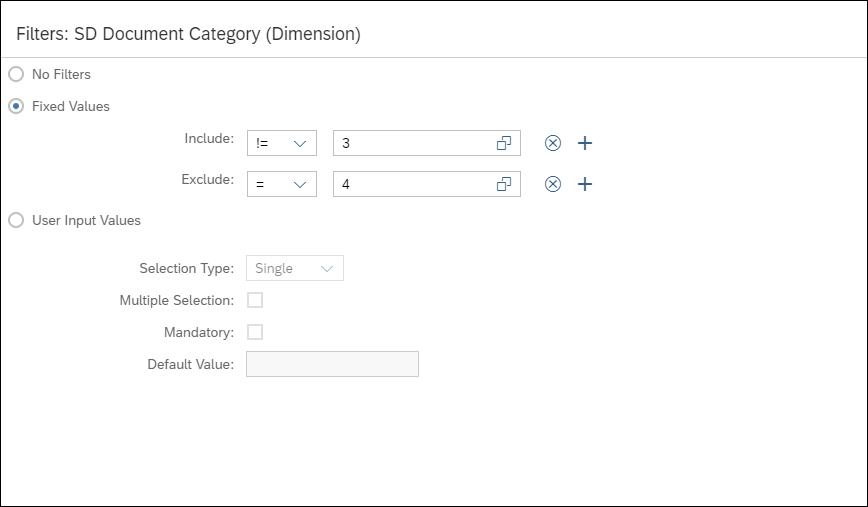 Filters: SD Document Category (Dimension)
No Filters
Fixed Values
Include: != 3
Exclude: = 4
User Input Values
Selection Type: Single
Multiple Selection:
Mandatory:
Default Value: